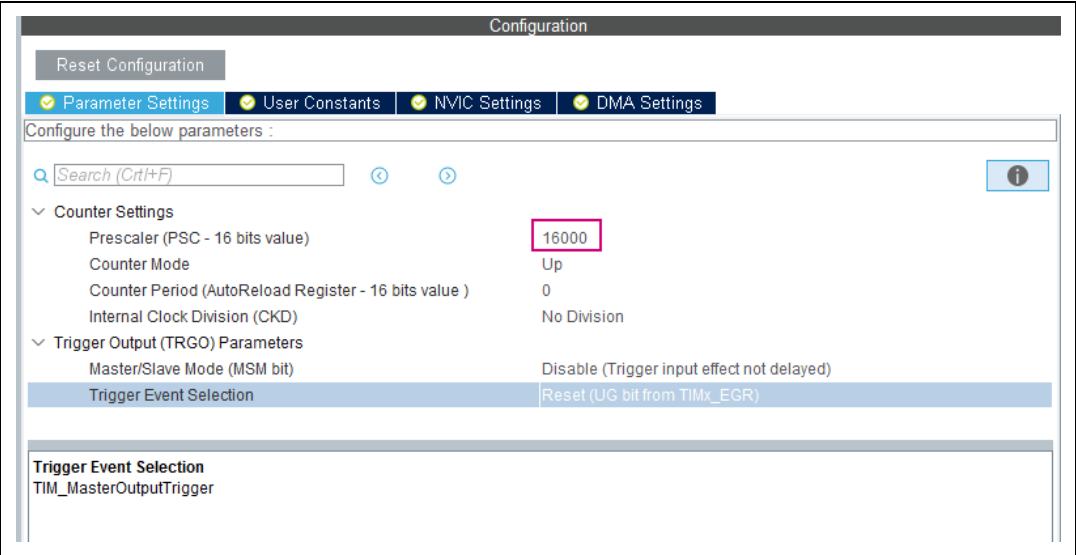 Configuration
Reset Configuration
Parameter Settings User Constants NVIC Settings DMA Settings
Configure the below parameters :
Search (Crtl+F)
Counter Settings
Prescaler (PSC - 16 bits value) 16000
Counter Mode Up
Counter Period (AutoReload Register - 16 bits value ) 0
Internal Clock Division (CKD) No Division
Trigger Output (TRGO) Parameters
Master/Slave Mode (MSM bit) Disable (Trigger input effect not delayed)
Trigger Event Selection Reset (UG bit from TIMx_EGR)
Trigger Event Selection
TIM_MasterOutputTrigger